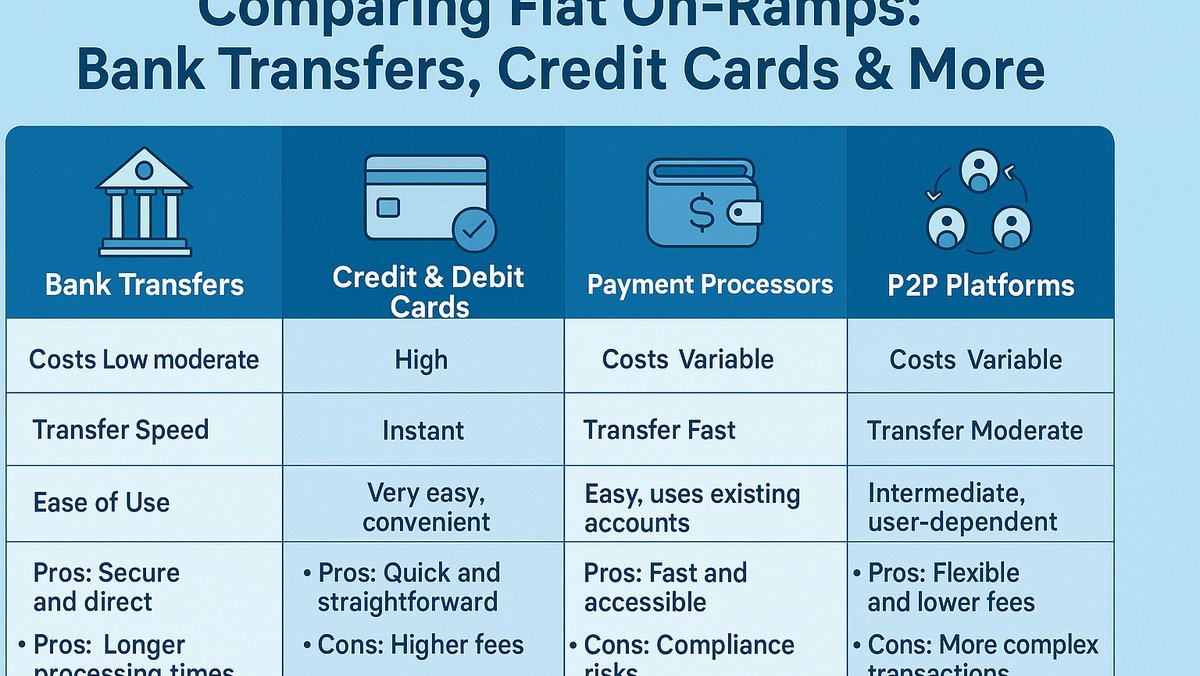 Comparing Fiat On-Ramps:
Bank Transfers, Credit Cards & More
Bank Transfers
Credit & Debit
Cards
Payment Processors
P2P Platforms
Costs Low moderate
High
Costs Variable
Costs Variable
Transfer Speed
Instant
Transfer Fast
Transfer Moderate
Ease of Use
Very easy,
convenient
Easy, uses existing
accounts
Intermediate,
user-dependent
Pros: Secure
and direct
• Pros: Quick and
straightforward
Pros: Fast and
accessible
• Pros: Flexible
and lower fees
• Pros: Longer
processing times
• Cons: Higher fees
• Cons: Compliance
risks
• Cons: More complex
transactions